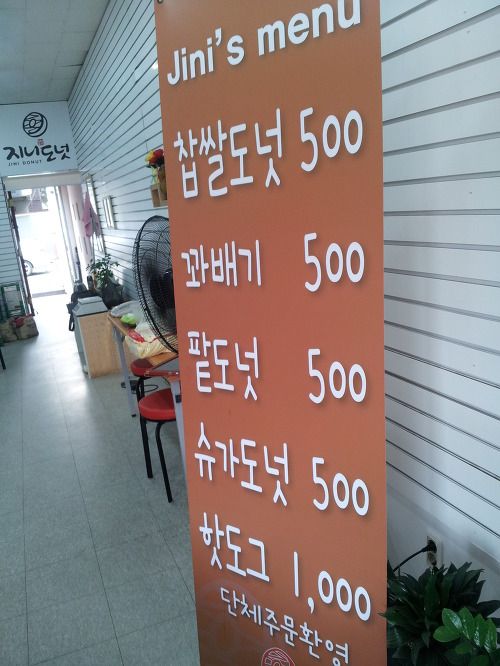 Jini's menu
찹쌀도넛 500
꽈배기 500
팥도넛 500
슈가도넛 500
핫도그 1,000
단체주문환영
지니도넛
JINI DONUT